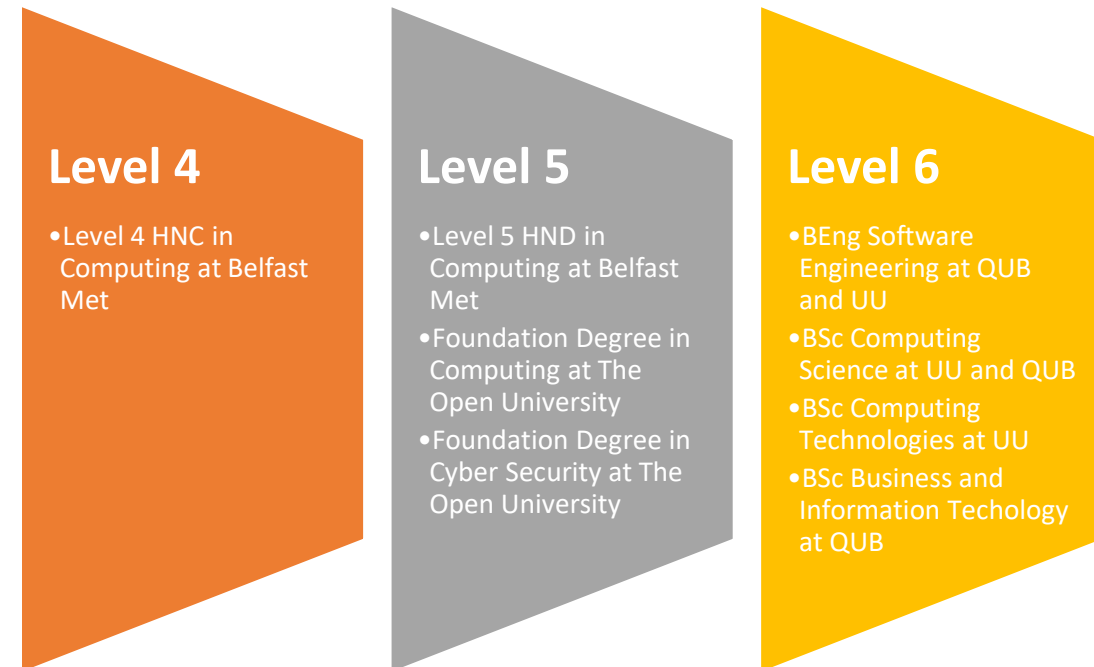 Level 4
•Level 4 HNC in
Computing at Belfast
Met
Level 5
•Level 5 HND in
Computing at Belfast
Met
•Foundation Degree in
Computing at The
Open University
•Foundation Degree in
Cyber Security at The
Open University
Level 6
•BEng Software
Engineering at QUB
and UU
•BSc Computing
Science at UU and QUB
•BSc Computing
Technologies at UU
•BSc Business and
Information Techology
at QUB